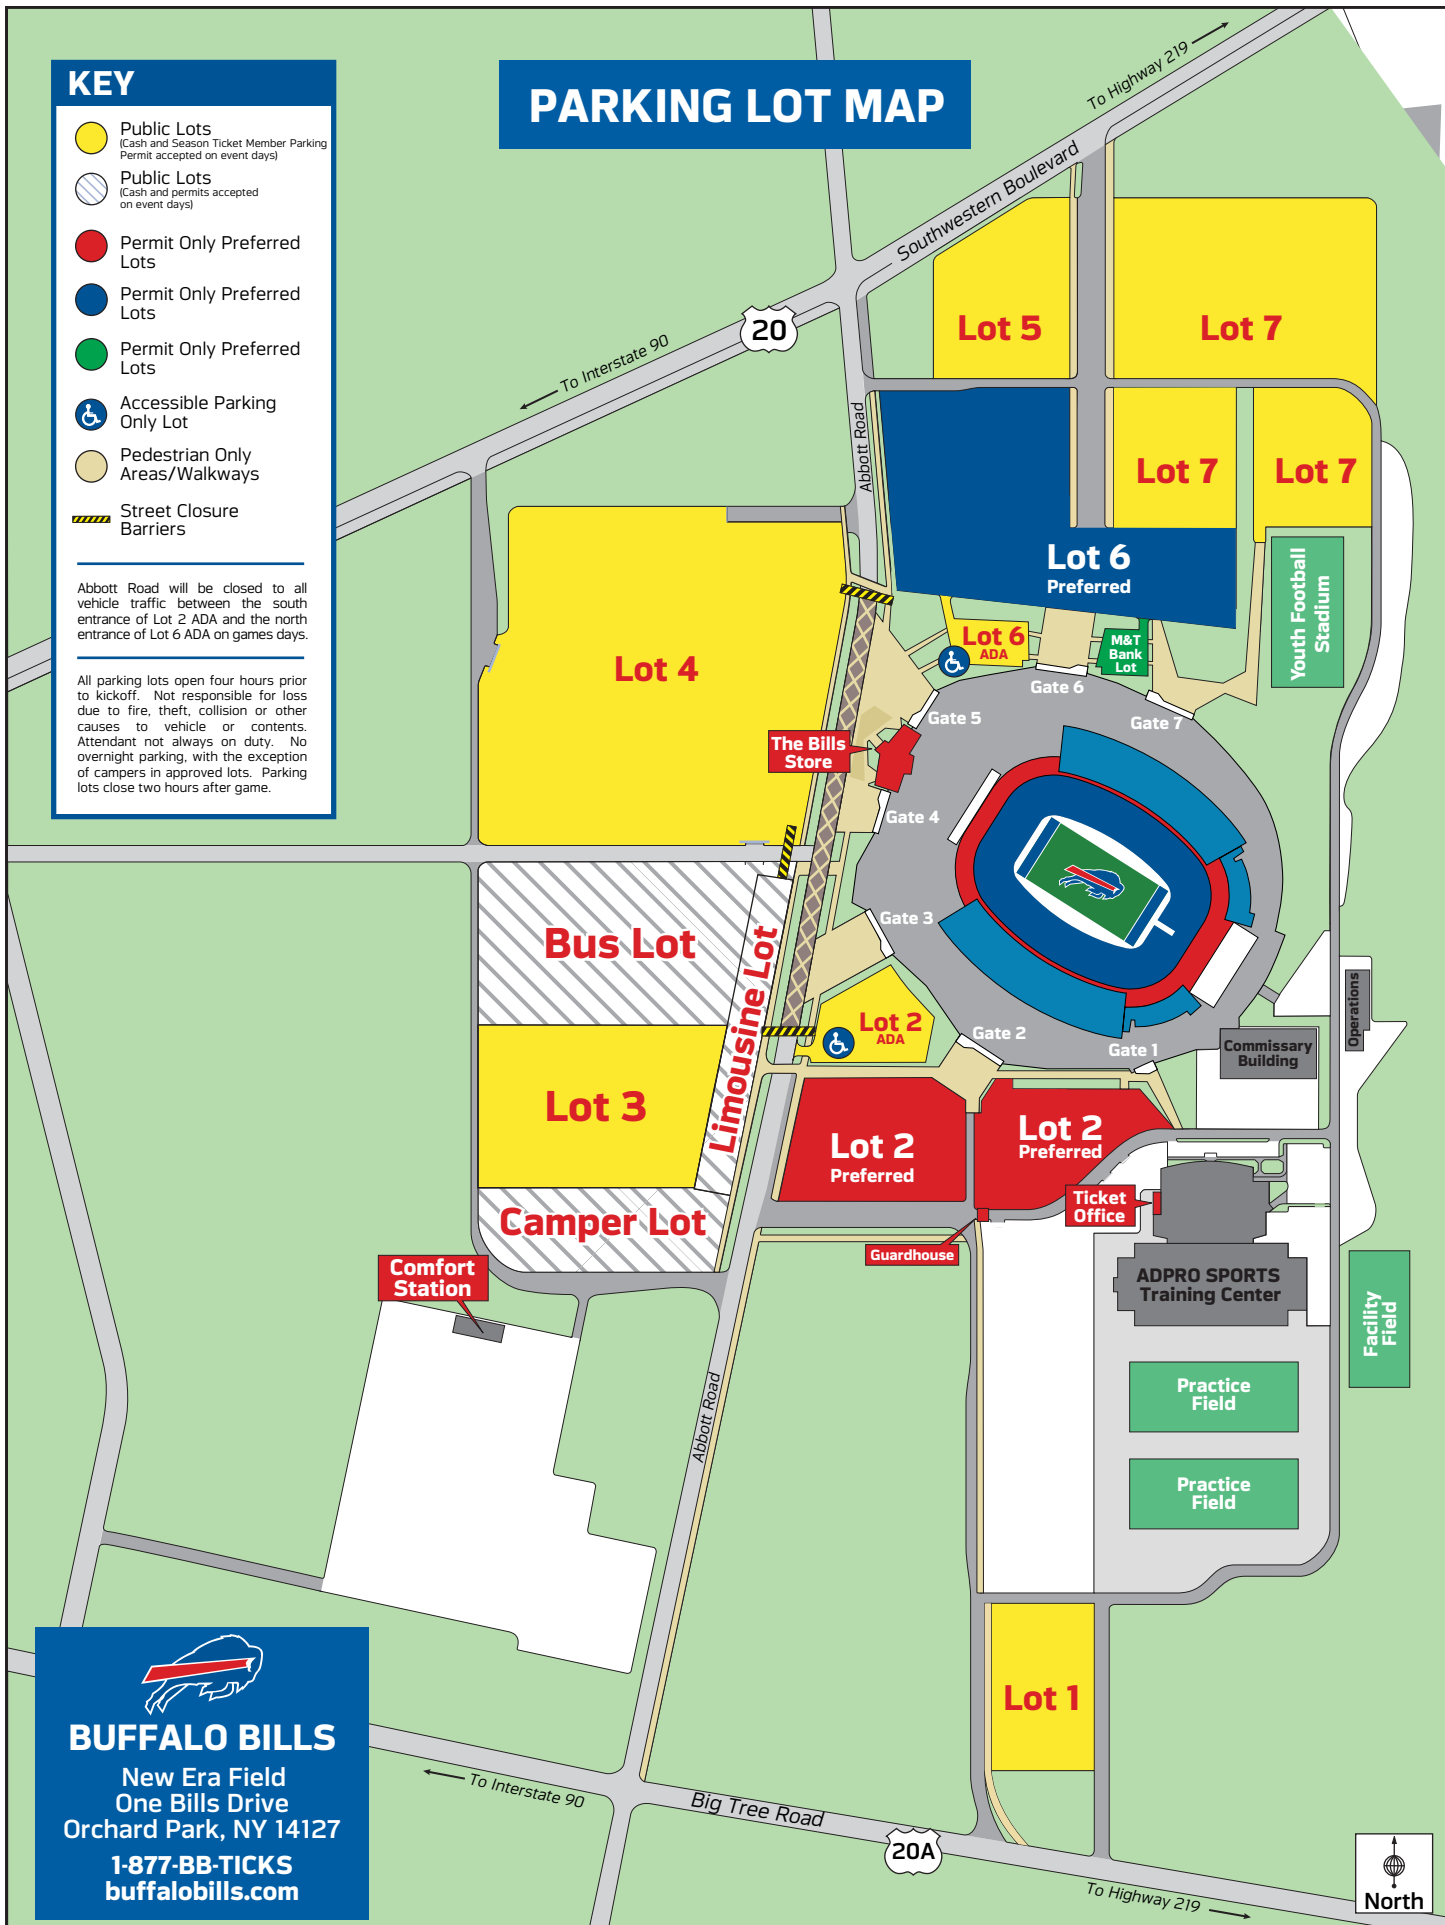 PARKING LOT MAP
KEY
Public Lots
(Cash and Season Ticket Member Parking
Permit accepted on event days)
Public Lots
(Cash and permits accepted
on event days)
Permit Only Preferred
Lots
Permit Only Preferred
Lots
Permit Only Preferred
Lots
Accessible Parking
Only Lot
Pedestrian Only
Areas/Walkways
Street Closure
Barriers
Abbott Road will be closed to all
vehicle traffic between the south
entrance of Lot 2 ADA and the north
entrance of Lot 6 ADA on games days.
All parking lots open four hours prior
to kickoff. Not responsible for loss
due to fire, theft, collision or other
causes to vehicle or contents.
Attendant not always on duty. No
overnight parking, with the exception
of campers in approved lots. Parking
lots close two hours after game.
To Highway 219
Southwestern Boulevard
20
To Interstate 90
Lot 5
Lot 7
Abbott Road
Lot 7
Lot 7
Lot 6
Preferred
Youth Football
Stadium
Lot 6
ADA
M&T
Bank
Lot
Lot 4
Gate 6
Gate 5
Gate 7
The Bills
Store
Gate 4
Gate 3
Bus Lot
Limousine Lot
Lot 2
ADA
Gate 2
Gate 1
Operations
Commissary
Building
Lot 3
Lot 2
Preferred
Lot 2
Preferred
Ticket
Office
Camper Lot
Guardhouse
Comfort
Station
ADPRO SPORTS
Training Center
Facility
Field
Practice
Field
Abbott Road
Practice
Field
Lot 1
BUFFALO BILLS
New Era Field
One Bills Drive
Orchard Park, NY 14127
1-877-BB-TICKS
buffalobills.com
To Interstate 90
Big Tree Road
20A
To Highway 219
North